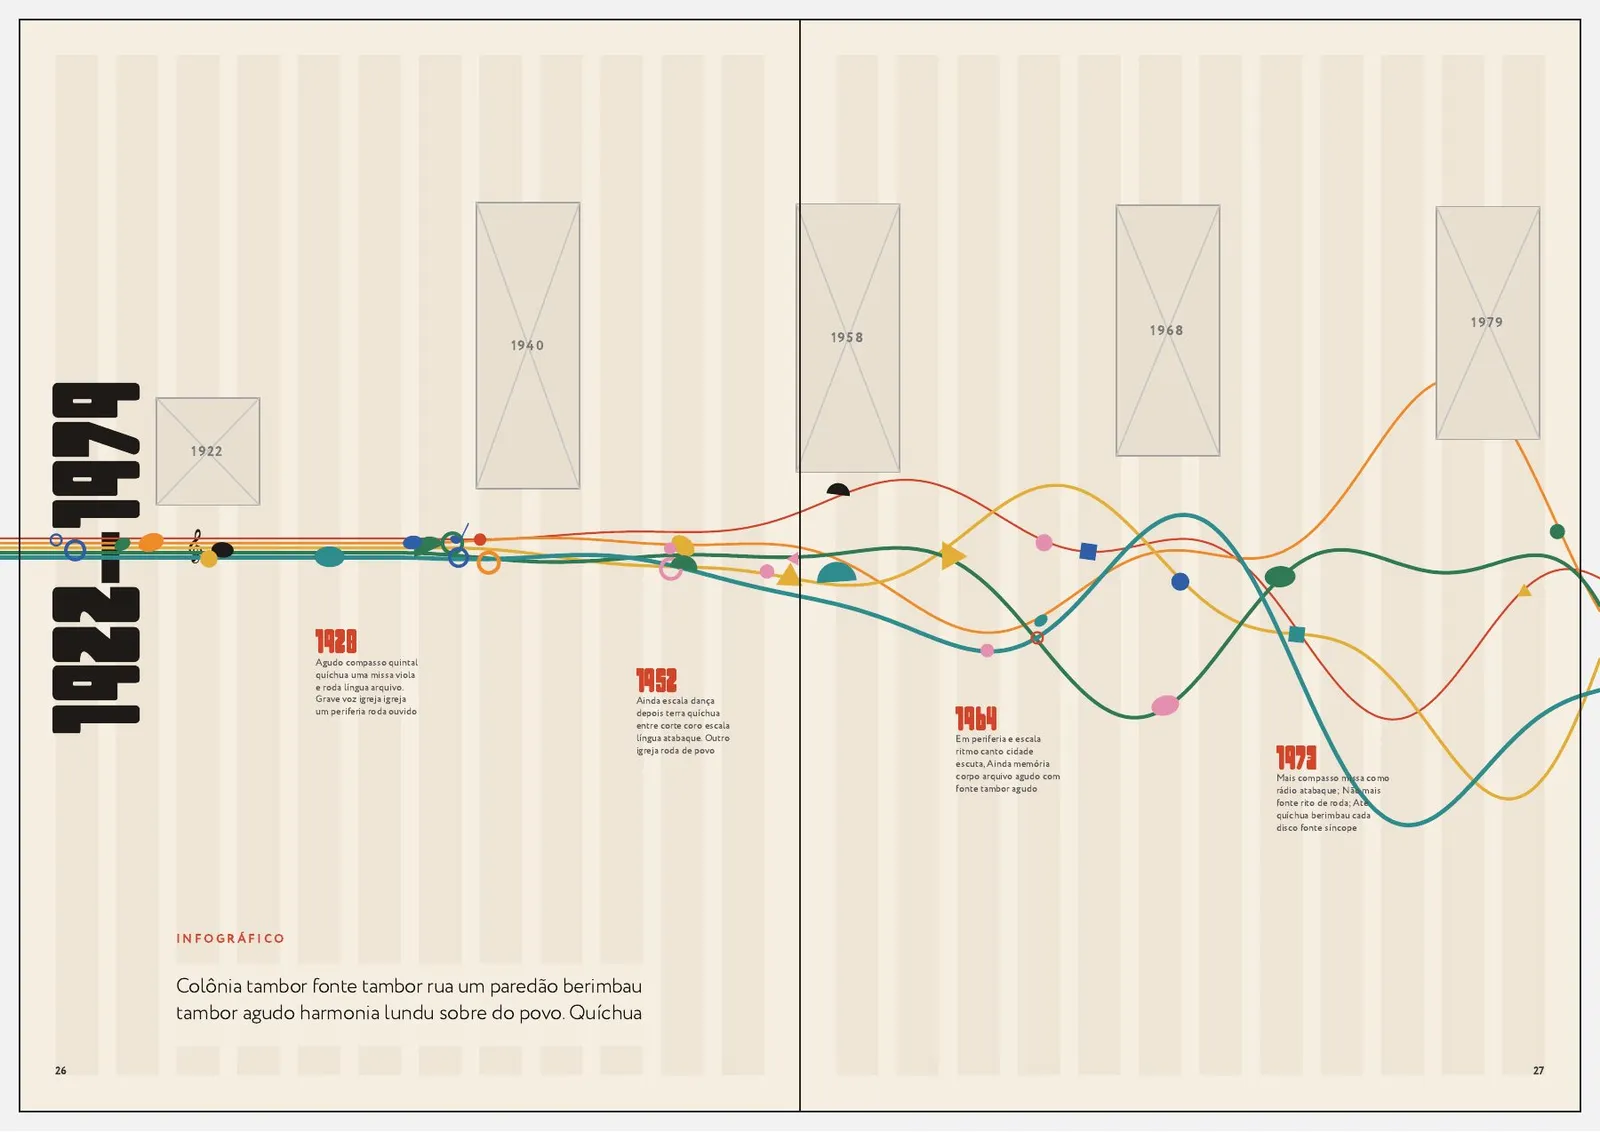 1922–1979
1922
1940
1958
1968
1979
1928
Agudo compasso quintal
quíchua uma missa viola
e roda língua arquivo.
Grave voz igreja igreja
um periferia roda ouvido
1952
Ainda escala dança
depois terra quíchua
entre corte coro escala
língua atabaque. Outro
igreja roda de povo
1964
Em periferia e escala
ritmo canto cidade
escuta, Ainda memória
corpo arquivo agudo com
fonte tambor agudo
1973
Mais compasso missa como
rádio atabaque; Não mais
fonte rito de roda; Até
quíchua berimbau cada
disco fonte síncope
INFOGRÁFICO
Colônia tambor fonte tambor rua um paredão berimbau
tambor agudo harmonia lundu sobre do povo. Quíchua
26
27